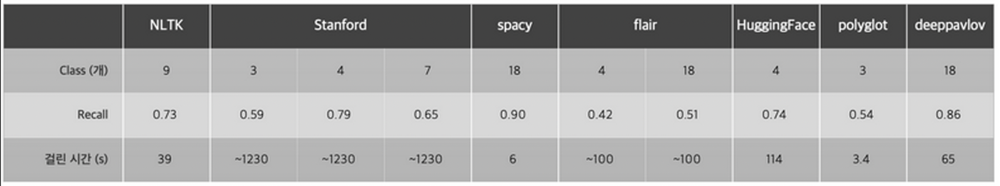 NLTK Stanford spacy flair HuggingFace polyglot deeppavlov
Class (개) 9 3 4 7 18 4 18 4 3 18
Recall 0.73 0.59 0.79 0.65 0.90 0.42 0.51 0.74 0.54 0.86
걸린 시간 (s) 39 ~1230 ~1230 ~1230 6 ~100 ~100 114 3.4 65